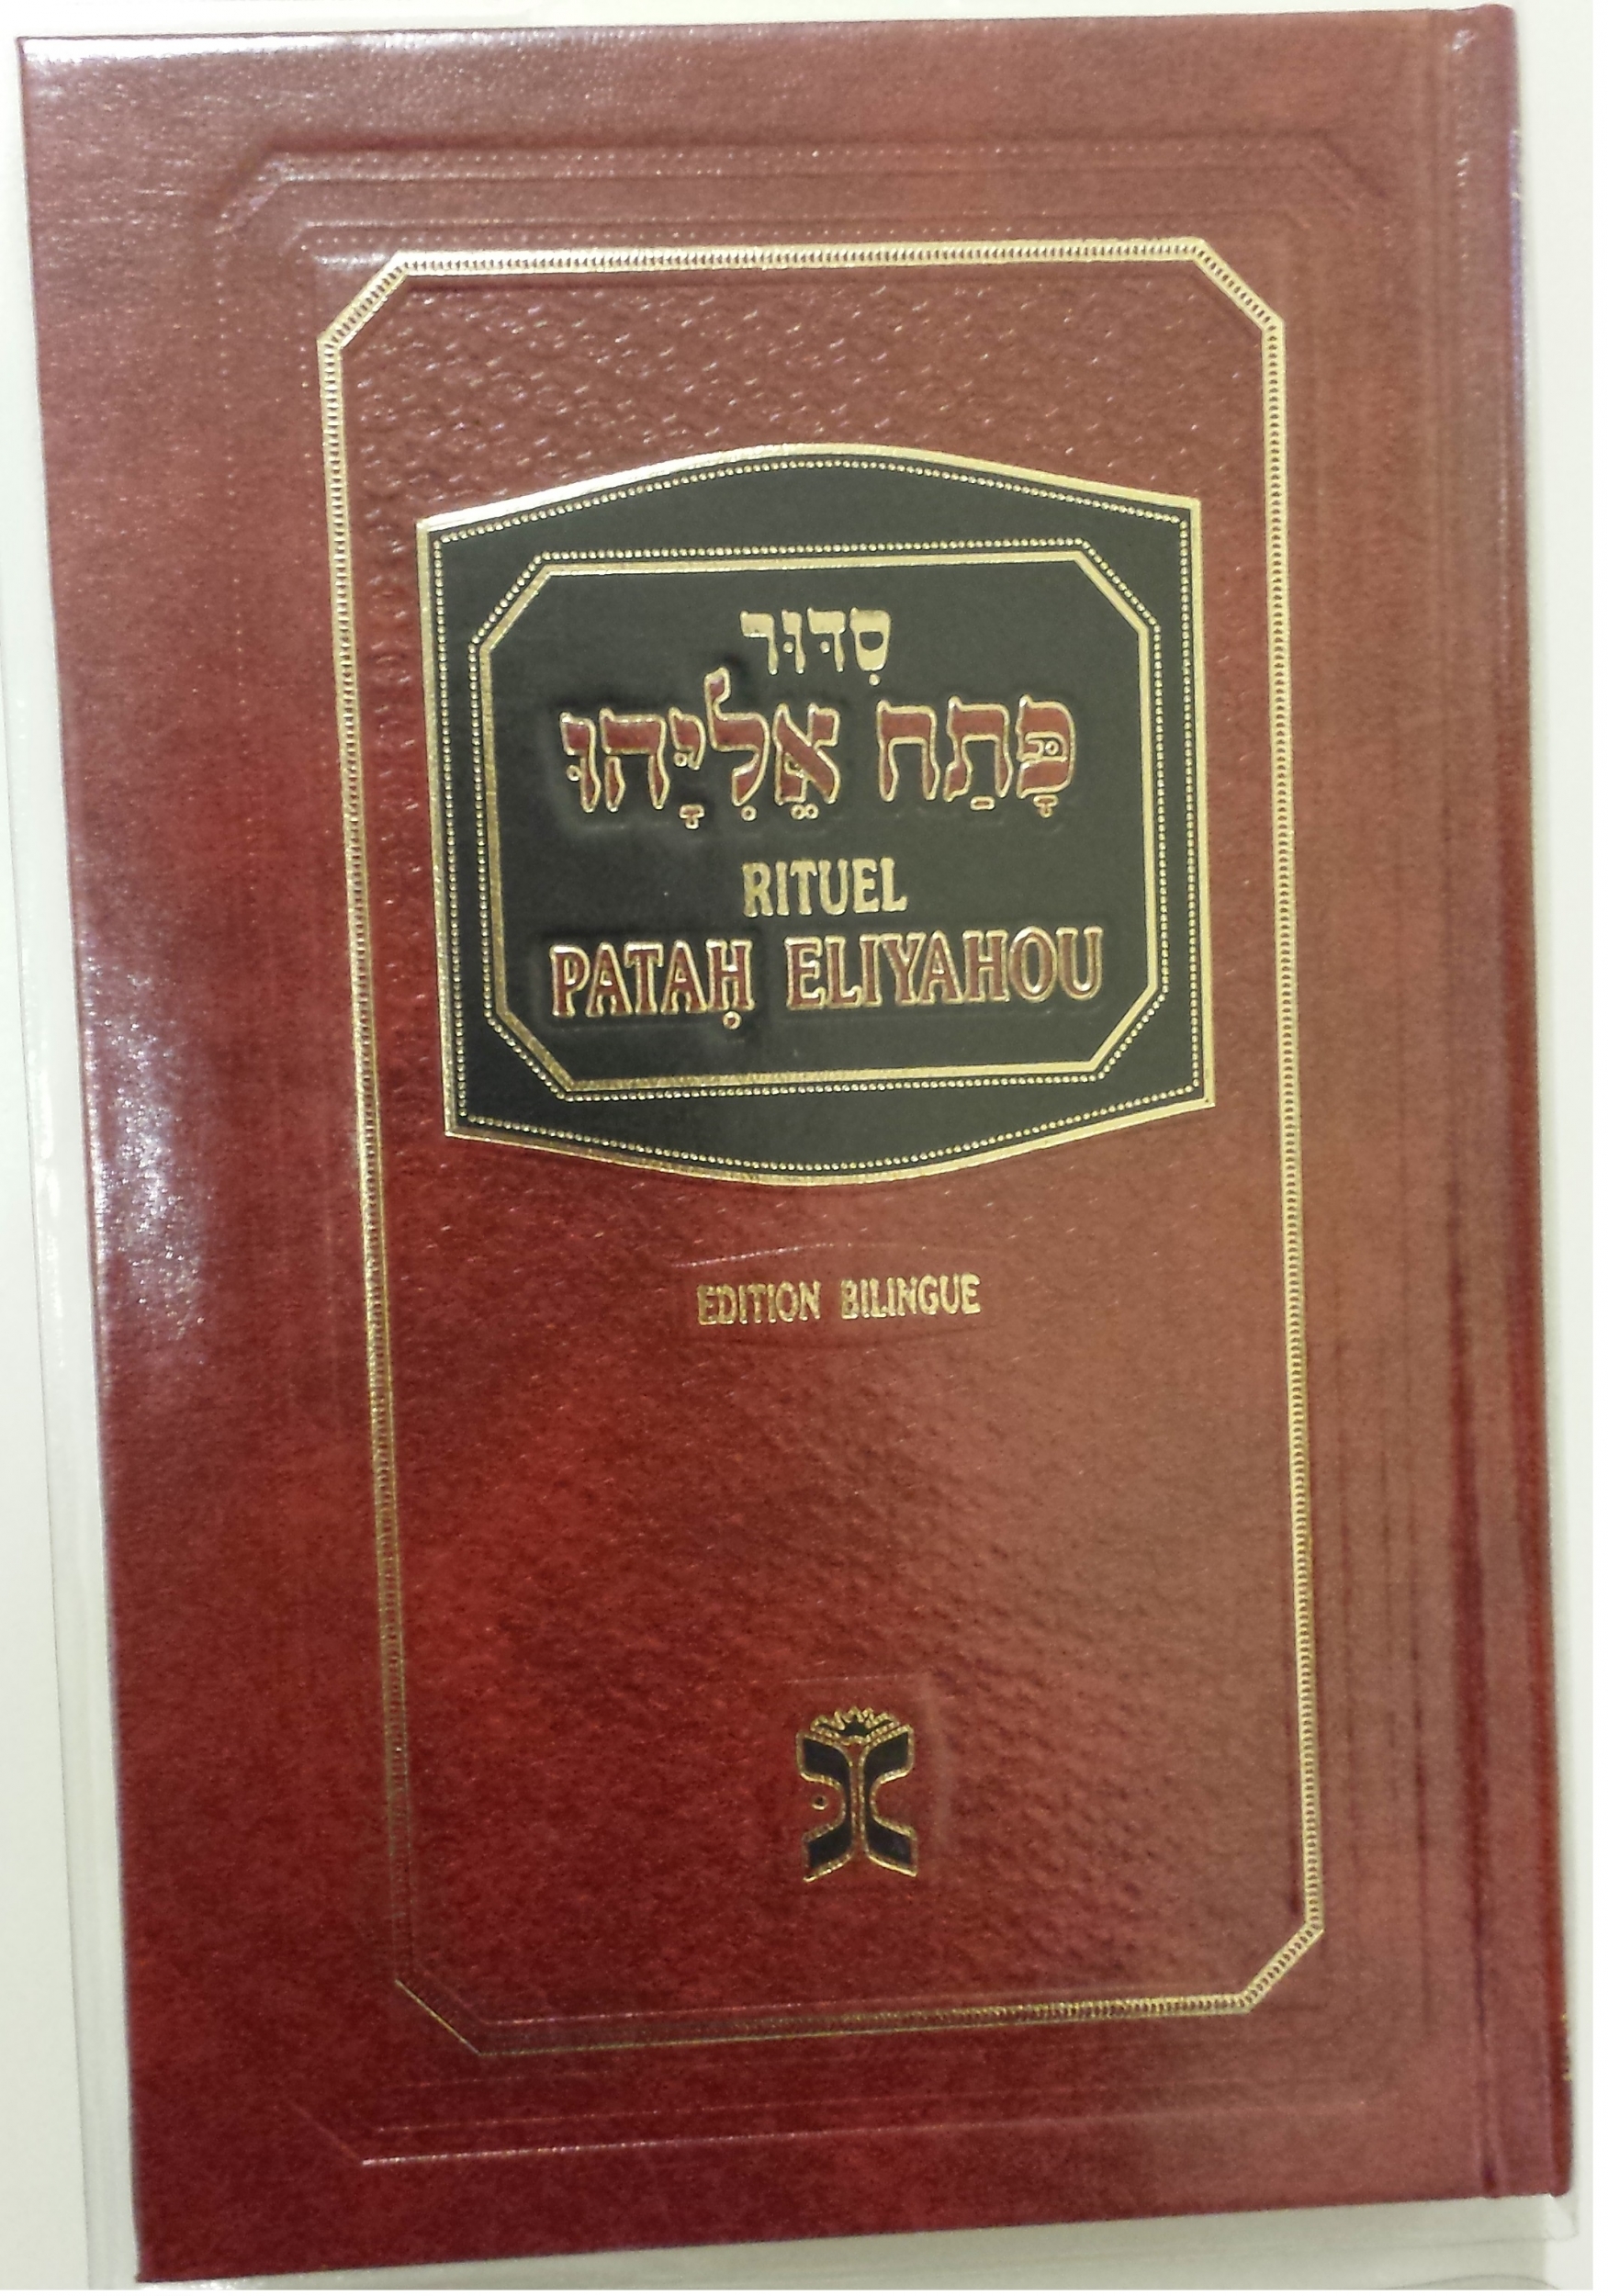 סִדּוּר
פָּתַח אֵלִיָּהוּ
RITUEL
PATAḤ ELIYAHOU
EDITION BILINGUE